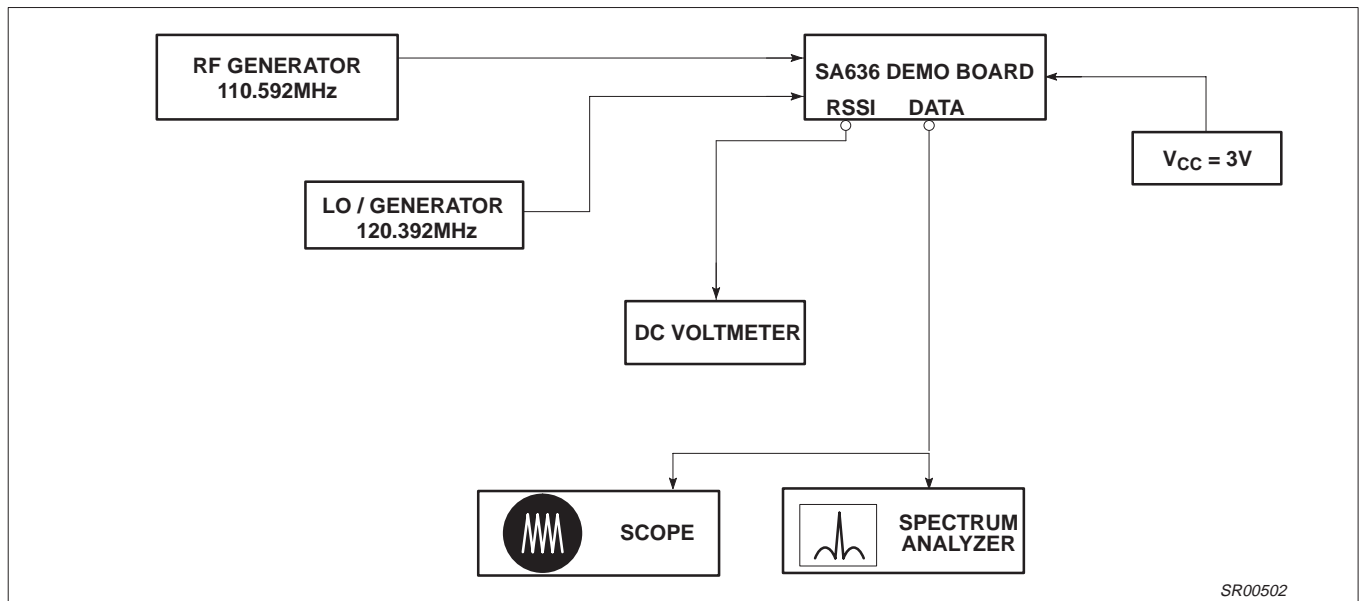 RF GENERATOR
110.592MHz
SA636 DEMO BOARD
RSSI DATA
VCC = 3V
LO / GENERATOR
120.392MHz
DC VOLTMETER
SCOPE
SPECTRUM
ANALYZER
SR00502